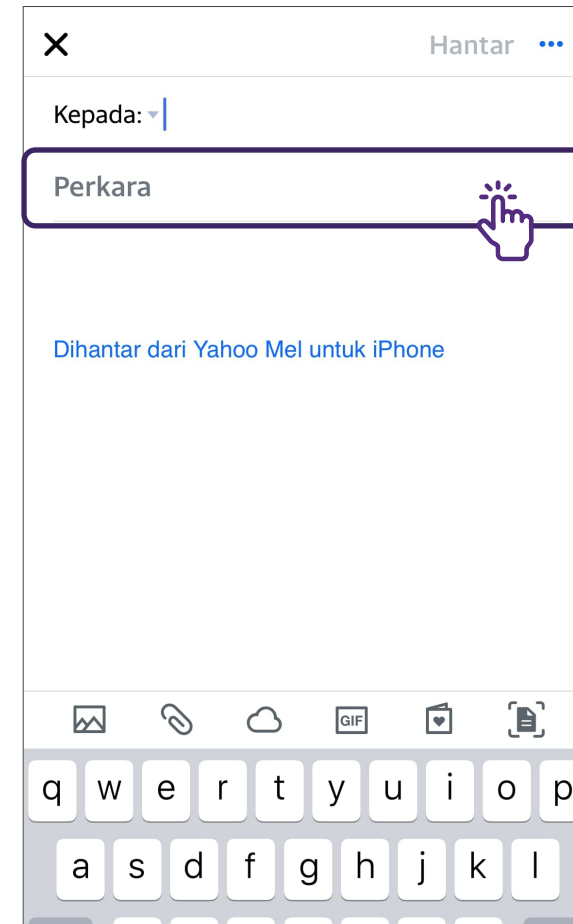 Hantar
Kepada:
Perkara
Dihantar dari Yahoo Mel untuk iPhone
GIF
q w e r t y u i o p
a s d f g h j k l